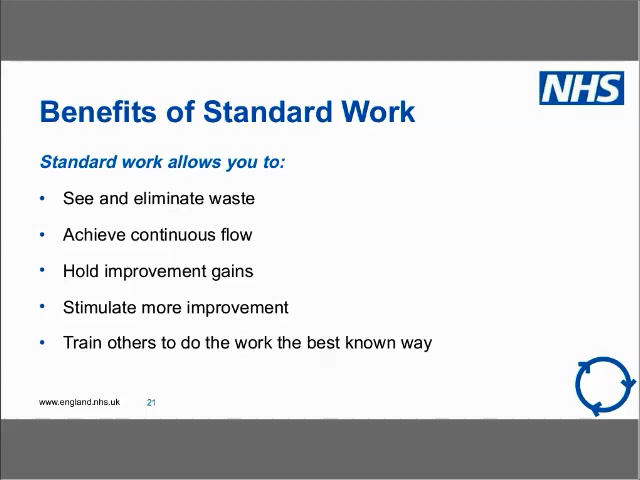 NHS
Benefits of Standard Work
Standard work allows you to:
• See and eliminate waste
• Achieve continuous flow
• Hold improvement gains
• Stimulate more improvement
• Train others to do the work the best known way
www.england.nhs.uk 21